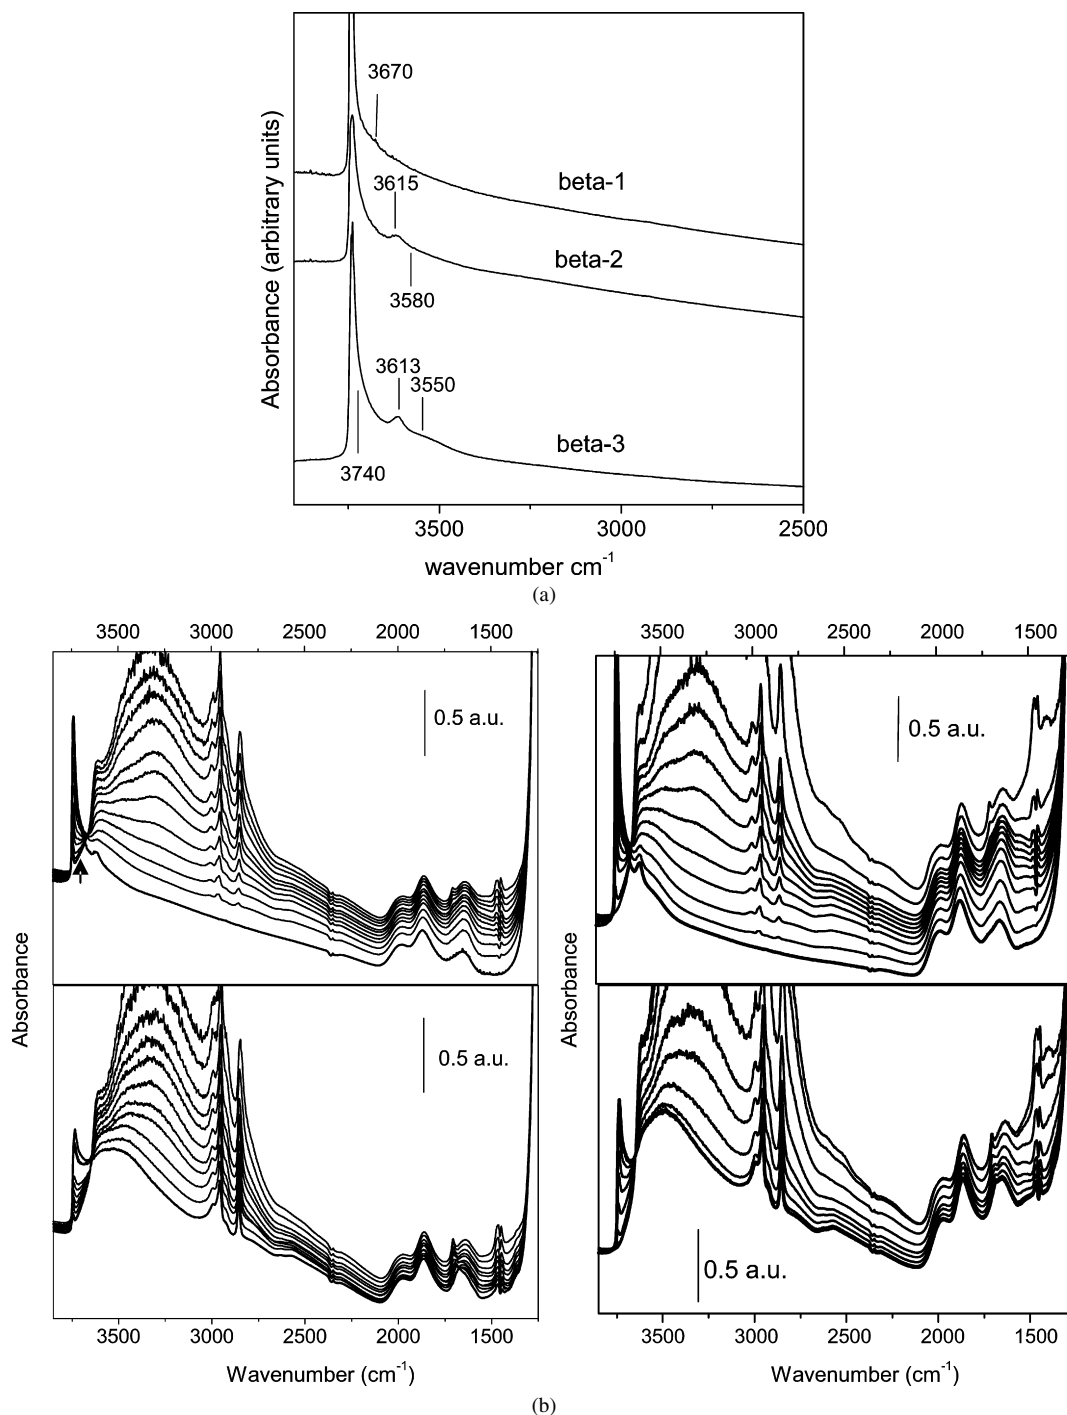 3670
3615
beta-1
beta-2
3580
3613
3550
beta-3
3740
Absorbance (arbitrary units)
3500 3000 2500
wavenumber cm-1
(a)
3500 3000 2500 2000 1500
3500 3000 2500 2000 1500
0.5 a.u.
0.5 a.u.
Absorbance
Absorbance
0.5 a.u.
0.5 a.u.
3500 3000 2500 2000 1500
3500 3000 2500 2000 1500
Wavenumber (cm-1)
Wavenumber (cm-1)
(b)